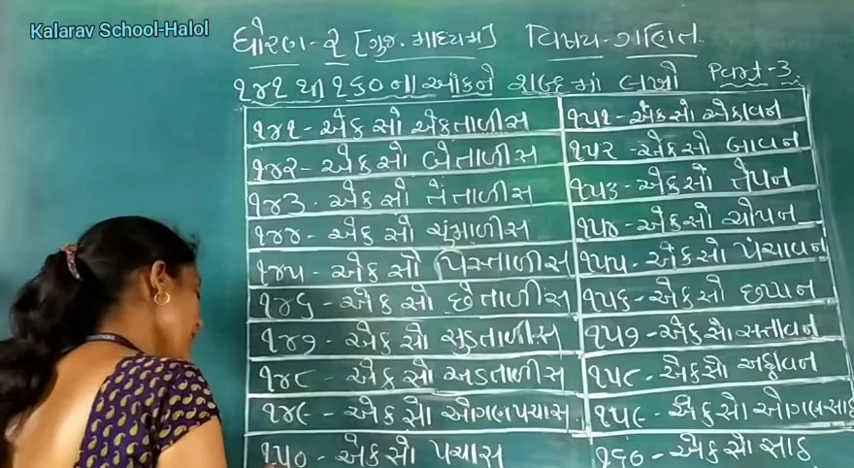 Kalarav School-Halol
ધોરણ-૨ [ગુજ. માધ્યમ] વિષય-ગણિત
૧૪૧ થી ૧૬૦ ના આંકને શબ્દમાં લખો Part-3
૧૪૧- એક સો એકતાળીસ
૧૪૨- એક સો બેતાળીસ
૧૪૩- એક સો તેતાળીસ
૧૪૪- એક સો ચુંમાળીસ
૧૪૫- એક સો પિસ્તાળીસ
૧૪૬- એક સો છેતાળીસ
૧૪૭- એક સો સુડતાળીસ
૧૪૮- એક સો અડતાળીસ
૧૪૯- એક સો ઓગણપચાસ
૧૫૦- એક સો પચાસ
૧૫૧- એક સો એકાવન
૧૫૨- એક સો બાવન
૧૫૩- એક સો તેપન
૧૫૪- એક સો ચોપન
૧૫૫- એક સો પંચાવન
૧૫૬- એક સો છપ્પન
૧૫૭- એક સો સત્તાવન
૧૫૮- એક સો અઠ્ઠાવન
૧૫૯- એક સો ઓગણસાઠ
૧૬૦- એક સો સાઠ